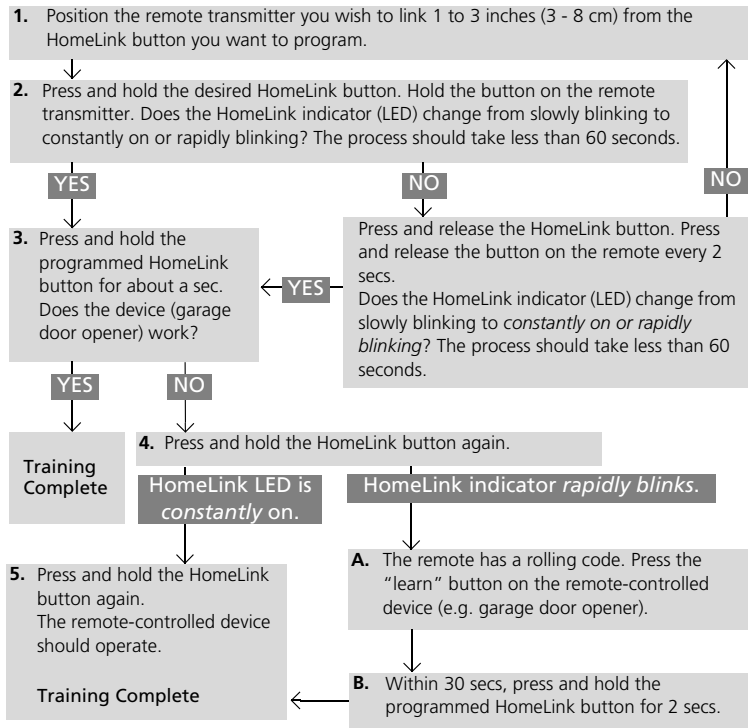 1. Position the remote transmitter you wish to link 1 to 3 inches (3 - 8 cm) from the
HomeLink button you want to program.
2. Press and hold the desired HomeLink button. Hold the button on the remote
transmitter. Does the HomeLink indicator (LED) change from slowly blinking to
constantly on or rapidly blinking? The process should take less than 60 seconds.
YES
NO
NO
3. Press and hold the
programmed HomeLink
button for about a sec.
Does the device (garage
door opener) work?
YES
Press and release the HomeLink button. Press
and release the button on the remote every 2
secs.
Does the HomeLink indicator (LED) change from
slowly blinking to constantly on or rapidly
blinking? The process should take less than 60
seconds.
YES
NO
Training
Complete
4. Press and hold the HomeLink button again.
HomeLink LED is
constantly on.
HomeLink indicator rapidly blinks.
5. Press and hold the HomeLink
button again.
The remote-controlled device
should operate.
Training Complete
A. The remote has a rolling code. Press the
“learn” button on the remote-controlled
device (e.g. garage door opener).
B. Within 30 secs, press and hold the
programmed HomeLink button for 2 secs.